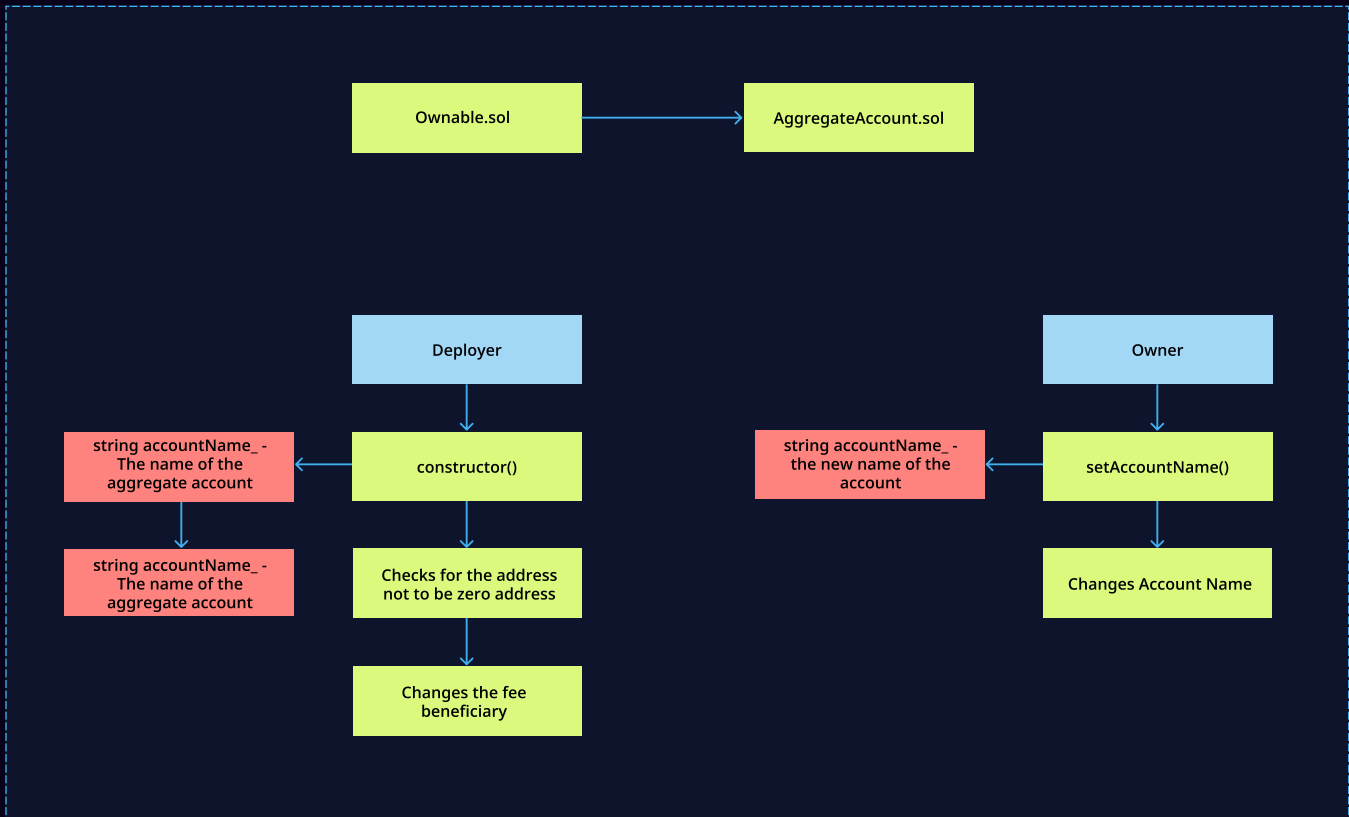 Ownable.sol
AggregateAccount.sol
Deployer
Owner
string accountName_ -
The name of the
aggregate account
constructor()
string accountName_ -
the new name of the
account
setAccountName()
string accountName_ -
The name of the
aggregate account
Checks for the address
not to be zero address
Changes Account Name
Changes the fee
beneficiary